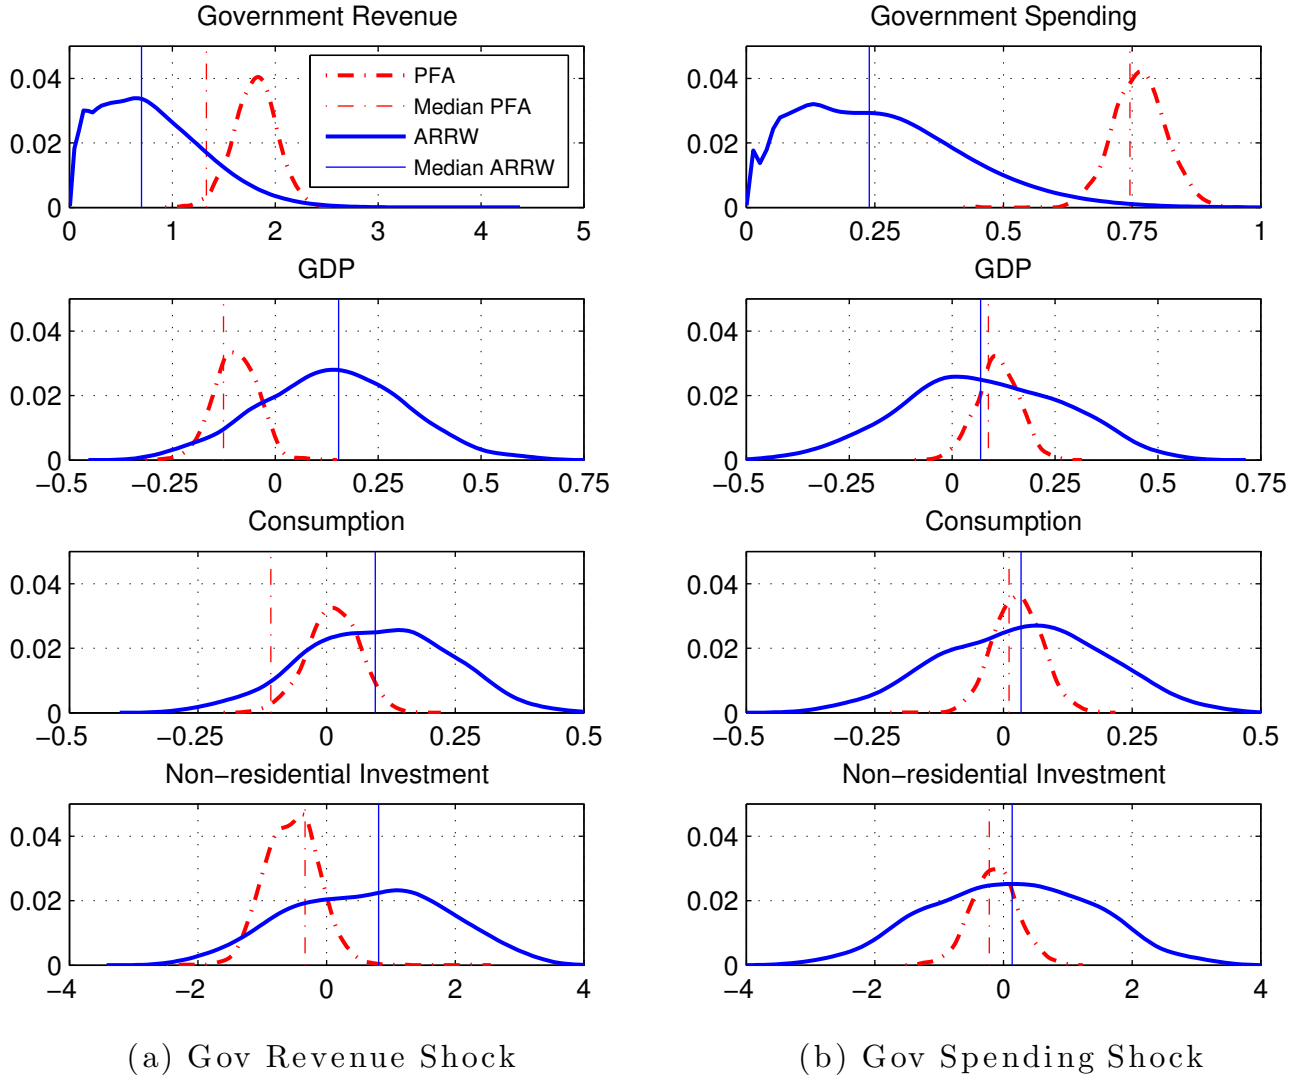 Government Revenue
0.04
0.02
0
0 1 2 3 4 5
PFA
Median PFA
ARRW
Median ARRW
GDP
0.04
0.02
0
−0.5 −0.25 0 0.25 0.5 0.75
Consumption
0.04
0.02
0
−0.5 −0.25 0 0.25 0.5
Non−residential Investment
0.04
0.02
0
−4 −2 0 2 4
(a) Gov Revenue Shock
Government Spending
0.04
0.02
0
0 0.25 0.5 0.75 1
GDP
0.04
0.02
0
−0.5 −0.25 0 0.25 0.5 0.75
Consumption
0.04
0.02
0
−0.5 −0.25 0 0.25 0.5
Non−residential Investment
0.04
0.02
0
−4 −2 0 2 4
(b) Gov Spending Shock